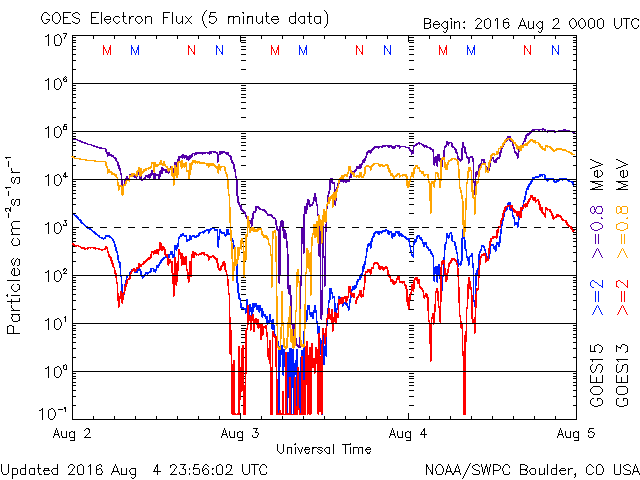 GOES Electron Flux (5 minute data)
Begin: 2016 Aug 2 0000 UTC
10⁷
M M N N M M N N M M N N
10⁶
10⁵
10⁴
10³
10²
10¹
10⁰
10⁻¹
Particles cm⁻²s⁻¹sr⁻¹
GOES15 >=2 >=0.8 MeV
GOES13 >=2 >=0.8 MeV
Aug 2 Aug 3 Aug 4 Aug 5
Universal Time
Updated 2016 Aug 4 23:56:02 UTC
NOAA/SWPC Boulder, CO USA